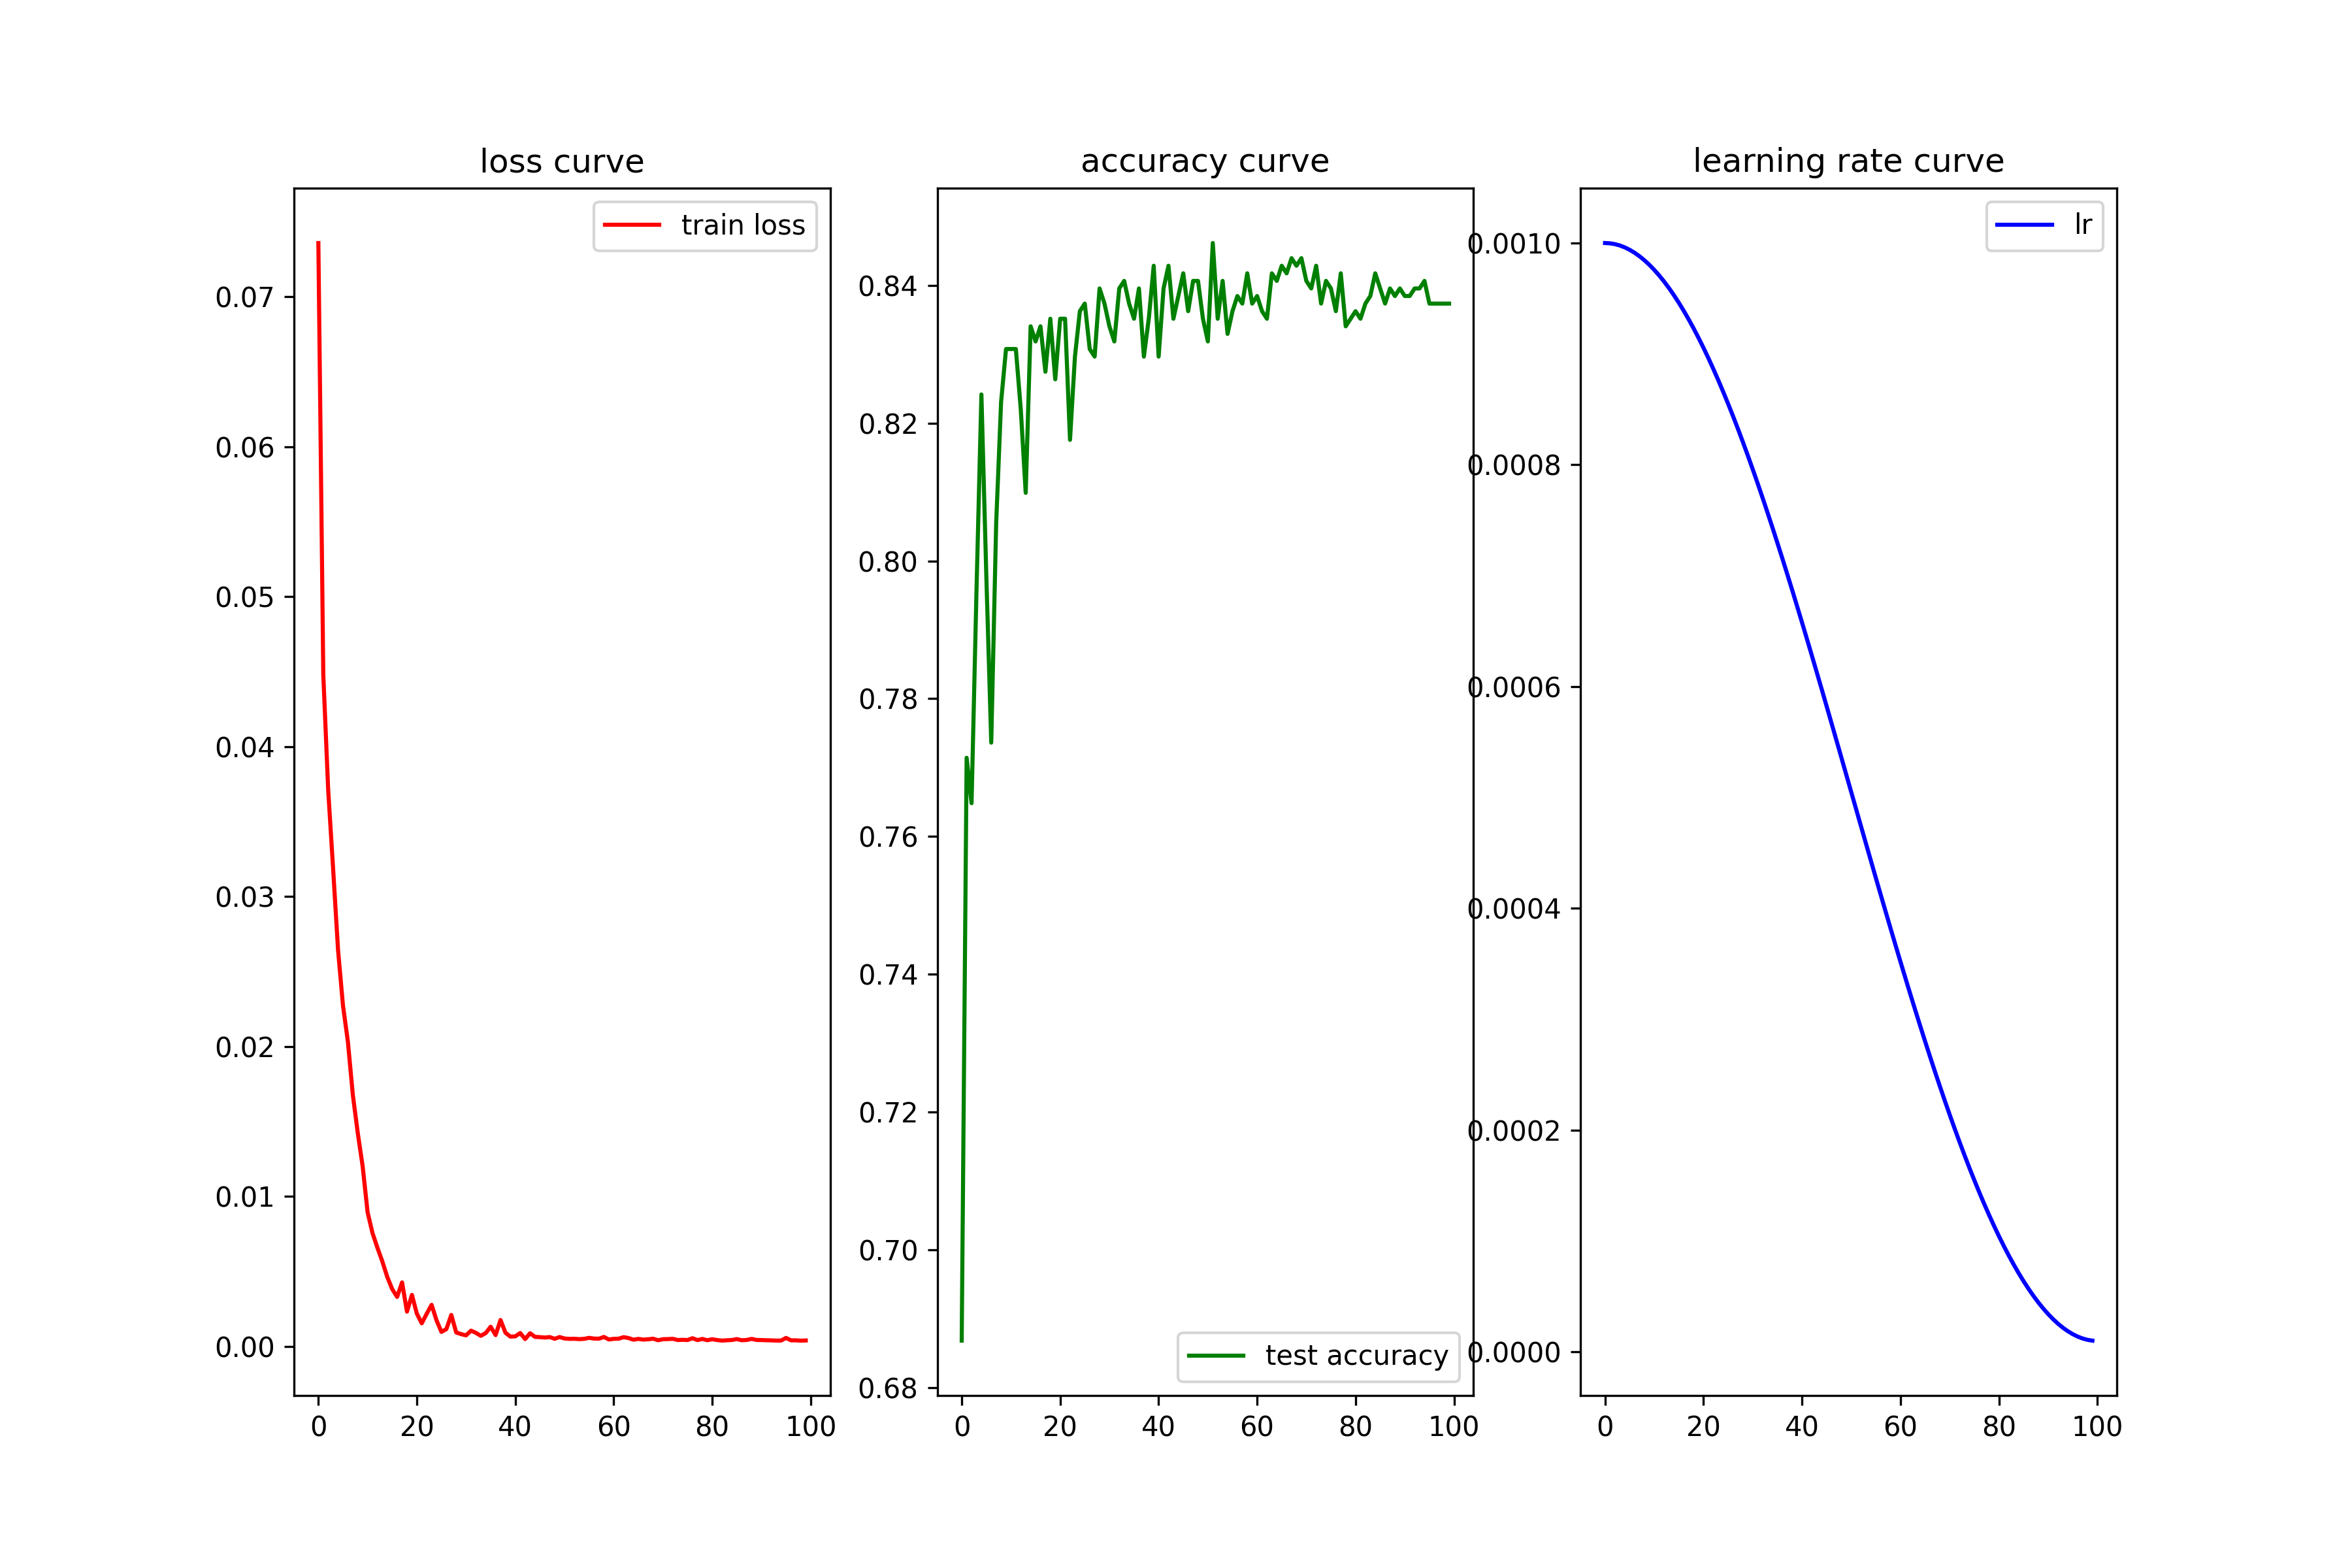 loss curve
train loss
0.07
0.06
0.05
0.04
0.03
0.02
0.01
0.00
0 20 40 60 80 100
accuracy curve
0.84
0.82
0.80
0.78
0.76
0.74
0.72
0.70
0.68
test accuracy
0 20 40 60 80 100
learning rate curve
lr
0.0010
0.0008
0.0006
0.0004
0.0002
0.0000
0 20 40 60 80 100